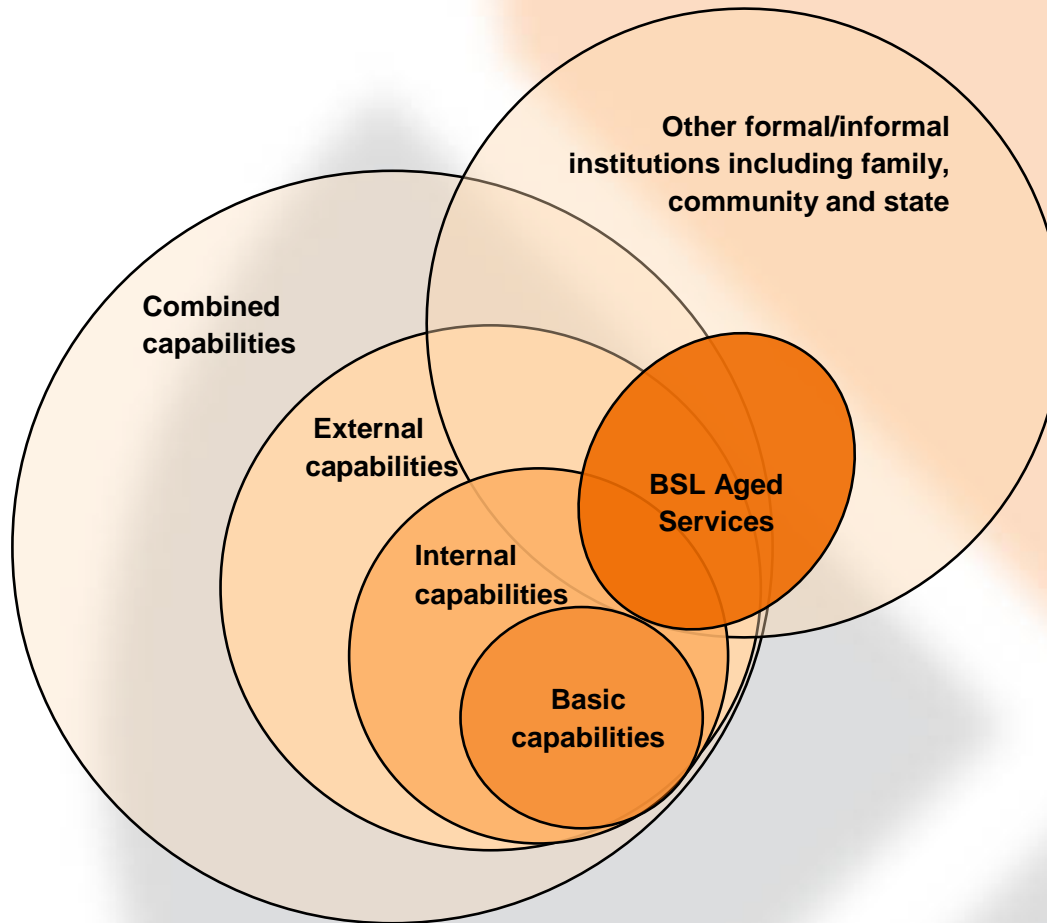 Other formal/informal
institutions including family,
community and state
Combined
capabilities
External
capabilities
BSL Aged
Services
Internal
capabilities
Basic
capabilities